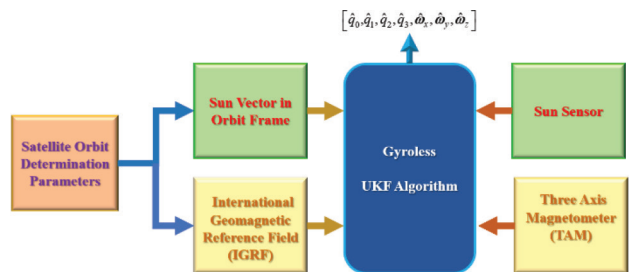 [q̂₀,q̂₁,q̂₂,q̂₃,ω̂ₓ,ω̂ᵧ,ω̂_z]
Sun Vector in
Orbit Frame
Satellite Orbit
Determination
Parameters
International
Geomagnetic
Reference Field
(IGRF)
Gyroless
UKF Algorithm
Sun Sensor
Three Axis
Magnetometer
(TAM)